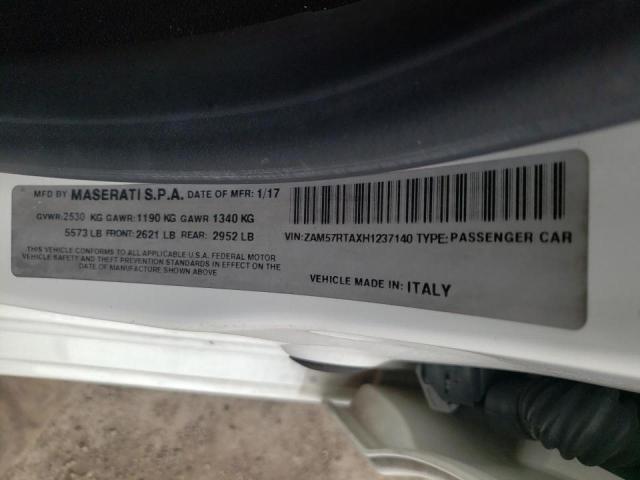 MFD BY MASERATI S.P.A. DATE OF MFR: 1/17
GVWR:2530 KG GAWR:1190 KG GAWR 1340 KG
5573 LB FRONT:2621 LB REAR: 2952 LB
THIS VEHICLE CONFORMS TO APPLICABLE U.S.A. FEDERAL MOTOR
VEHICLE SAFETY AND THEFT PREVENTION STANDARDS IN EFFECT ON THE
DATE OF MANUFACTURE SHOWN ABOVE
VIN:ZAM57RTAXH1237140 TYPE:PASSENGER CAR
VEHICLE MADE IN: ITALY